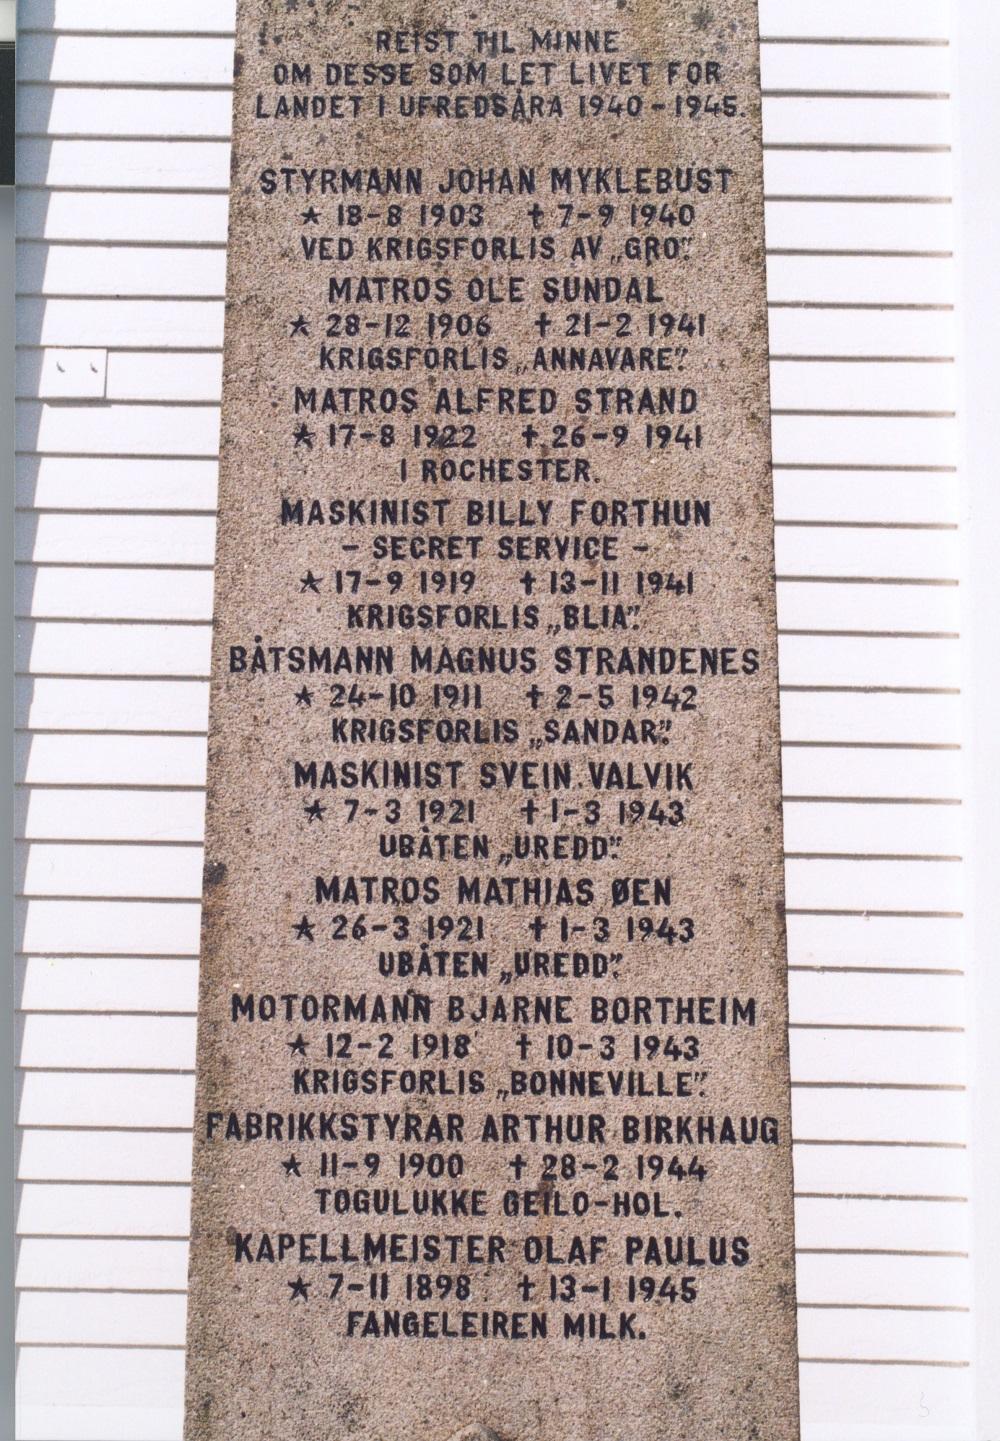 REIST TIL MINNE
OM DESSE SOM LET LIVET FOR
LANDET I UFREDSÅRA 1940 - 1945.
STYRMANN JOHAN MYKLEBUST
★ 18-8 1903 † 7-9 1940
VED KRIGSFORLIS AV „GRO”.
MATROS OLE SUNDAL
★ 28-12 1906 † 21-2 1941
KRIGSFORLIS „ANNAVARE”.
MATROS ALFRED STRAND
★ 17-8 1922 † 26-9 1941
I ROCHESTER.
MASKINIST BILLY FORTHUN
- SECRET SERVICE -
★ 17-9 1919 † 13-11 1941
KRIGSFORLIS „BLIA”.
BÅTSMANN MAGNUS STRANDENES
★ 24-10 1911 † 2-5 1942
KRIGSFORLIS „SANDAR”.
MASKINIST SVEIN VALVIK
★ 7-3 1921 † 1-3 1943
UBÅTEN „UREDD”.
MATROS MATHIAS ØEN
★ 26-3 1921 † 1-3 1943
UBÅTEN „UREDD”.
MOTORMANN BJARNE BORTHEIM
★ 12-2 1918 † 10-3 1943
KRIGSFORLIS „BONNEVILLE”.
FABRIKKSTYRAR ARTHUR BIRKHAUG
★ 11-9 1900 † 28-2 1944
TOGULUKKE GEILO-HOL.
KAPELLMEISTER OLAF PAULUS
★ 7-11 1898 † 13-1 1945
FANGELEIREN MILK.